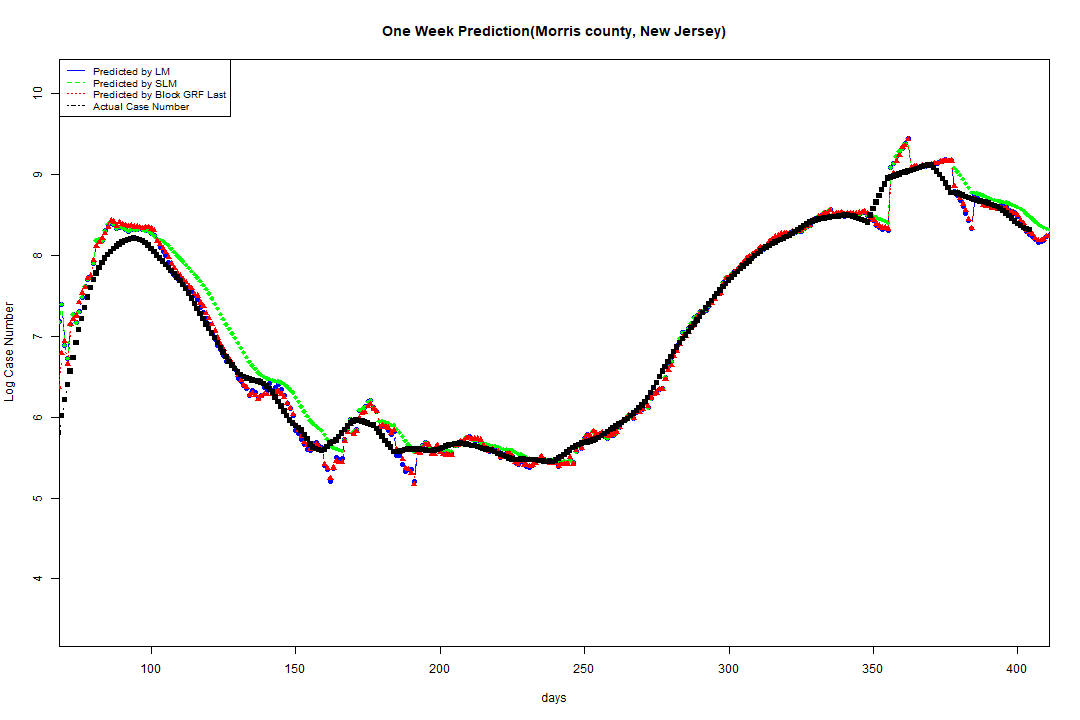 One Week Prediction(Morris county, New Jersey)
Predicted by LM
Predicted by SLM
Predicted by Block GRF Last
Actual Case Number
Log Case Number
10
9
8
7
6
5
4
100 150 200 250 300 350 400
days